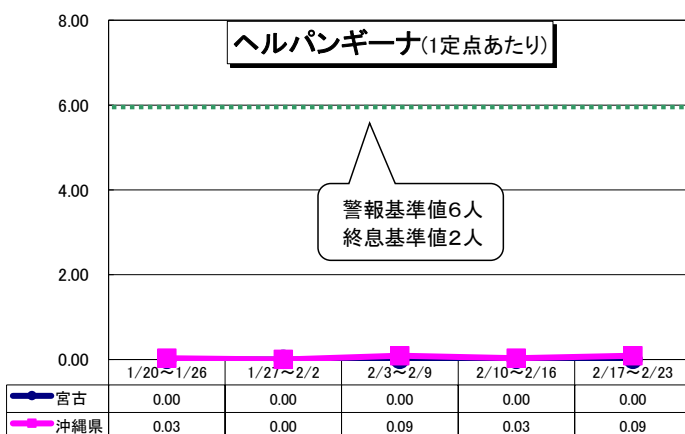 ヘルパンギーナ(1定点あたり)
8.00
6.00
4.00
2.00
0.00
警報基準値6人
終息基準値2人
1/20～1/26 1/27～2/2 2/3～2/9 2/10～2/16 2/17～2/23
宮古 0.00 0.00 0.00 0.00 0.00
沖縄県 0.03 0.00 0.09 0.03 0.09